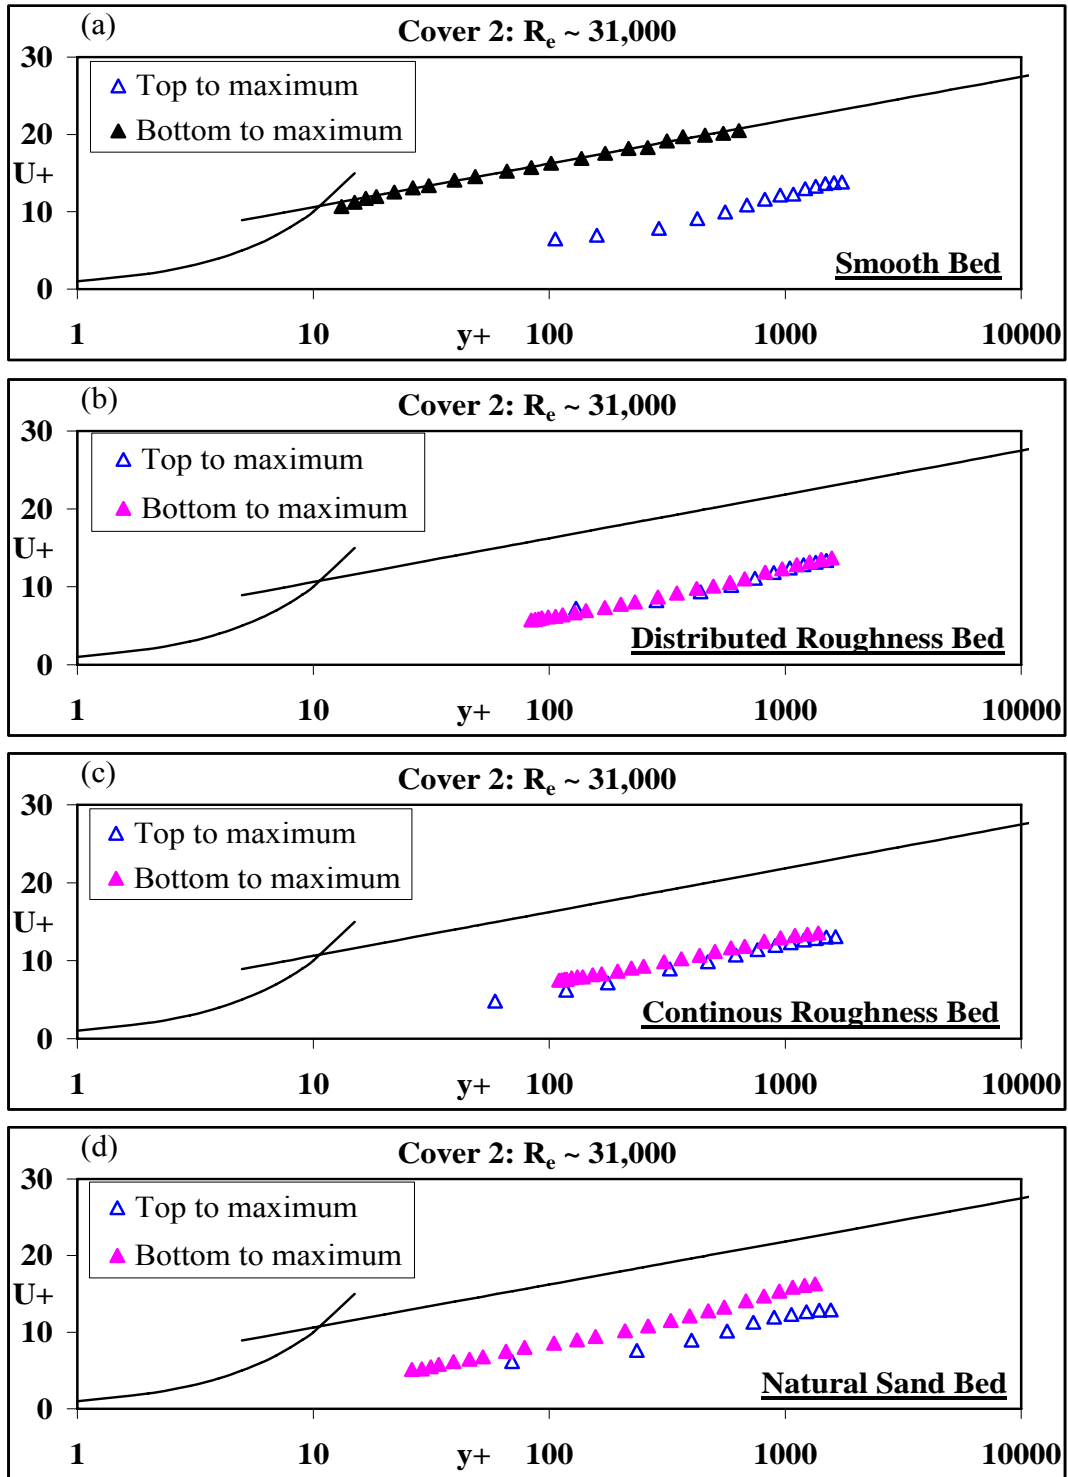 (a)
Cover 2: Re ~ 31,000
30
Top to maximum
20
Bottom to maximum
U+
10
Smooth Bed
0
1 10 y+ 100 1000 10000
(b)
Cover 2: Re ~ 31,000
30
Top to maximum
20
Bottom to maximum
U+
10
Distributed Roughness Bed
0
1 10 y+ 100 1000 10000
(c)
Cover 2: Re ~ 31,000
30
Top to maximum
20
Bottom to maximum
U+
10
Continous Roughness Bed
0
1 10 y+ 100 1000 10000
(d)
Cover 2: Re ~ 31,000
30
Top to maximum
20
Bottom to maximum
U+
10
Natural Sand Bed
0
1 10 y+ 100 1000 10000